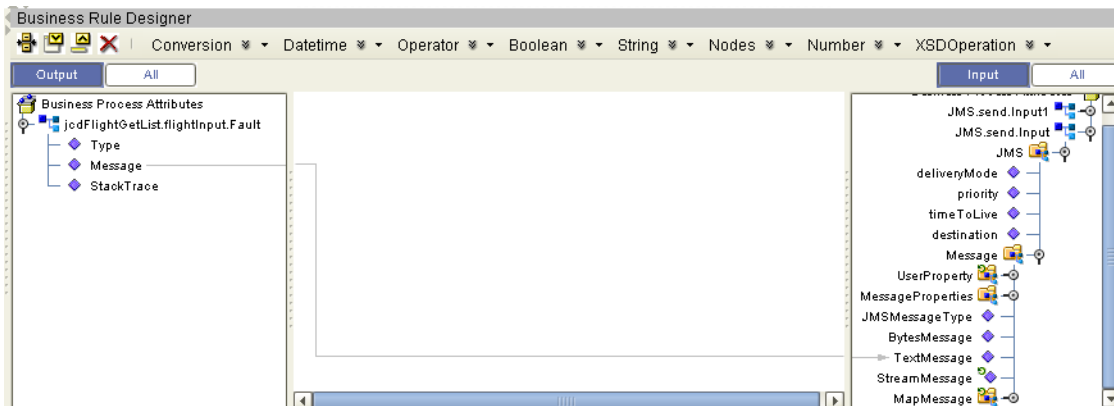 Business Rule Designer
Conversion Datetime Operator Boolean String Nodes Number XSDOperation
Output All Input All
Business Process Attributes
jcdFlightGetList.flightInput.Fault
Type
Message
StackTrace
JMS.send.Input1
JMS.send.Input
JMS
deliveryMode
priority
timeToLive
destination
Message
UserProperty
MessageProperties
JMSMessageType
BytesMessage
TextMessage
StreamMessage
MapMessage